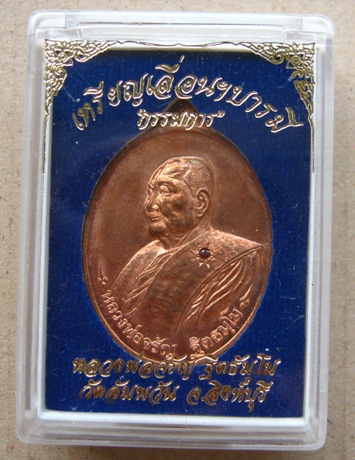 เหรียญเลื่อนฯบารมี
"กรรมการ"
หลวงพ่อจรัญ ฐิตธมฺโม
หลวงพ่อจรัญ ฐิตธัมโม
วัดอัมพวัน จ.สิงห์บุรี